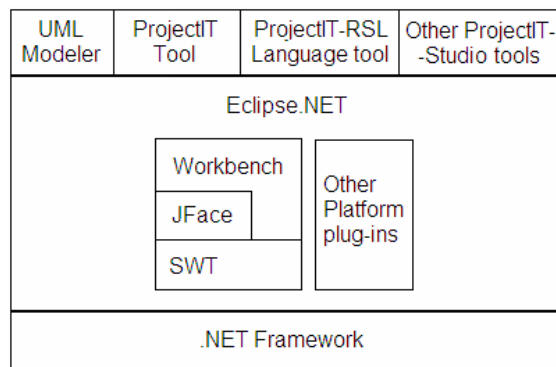 UML
Modeler
ProjectIT
Tool
ProjectIT-RSL
Language tool
Other ProjectIT-
-Studio tools
Eclipse.NET
Workbench
JFace
SWT
Other
Platform
plug-ins
.NET Framework